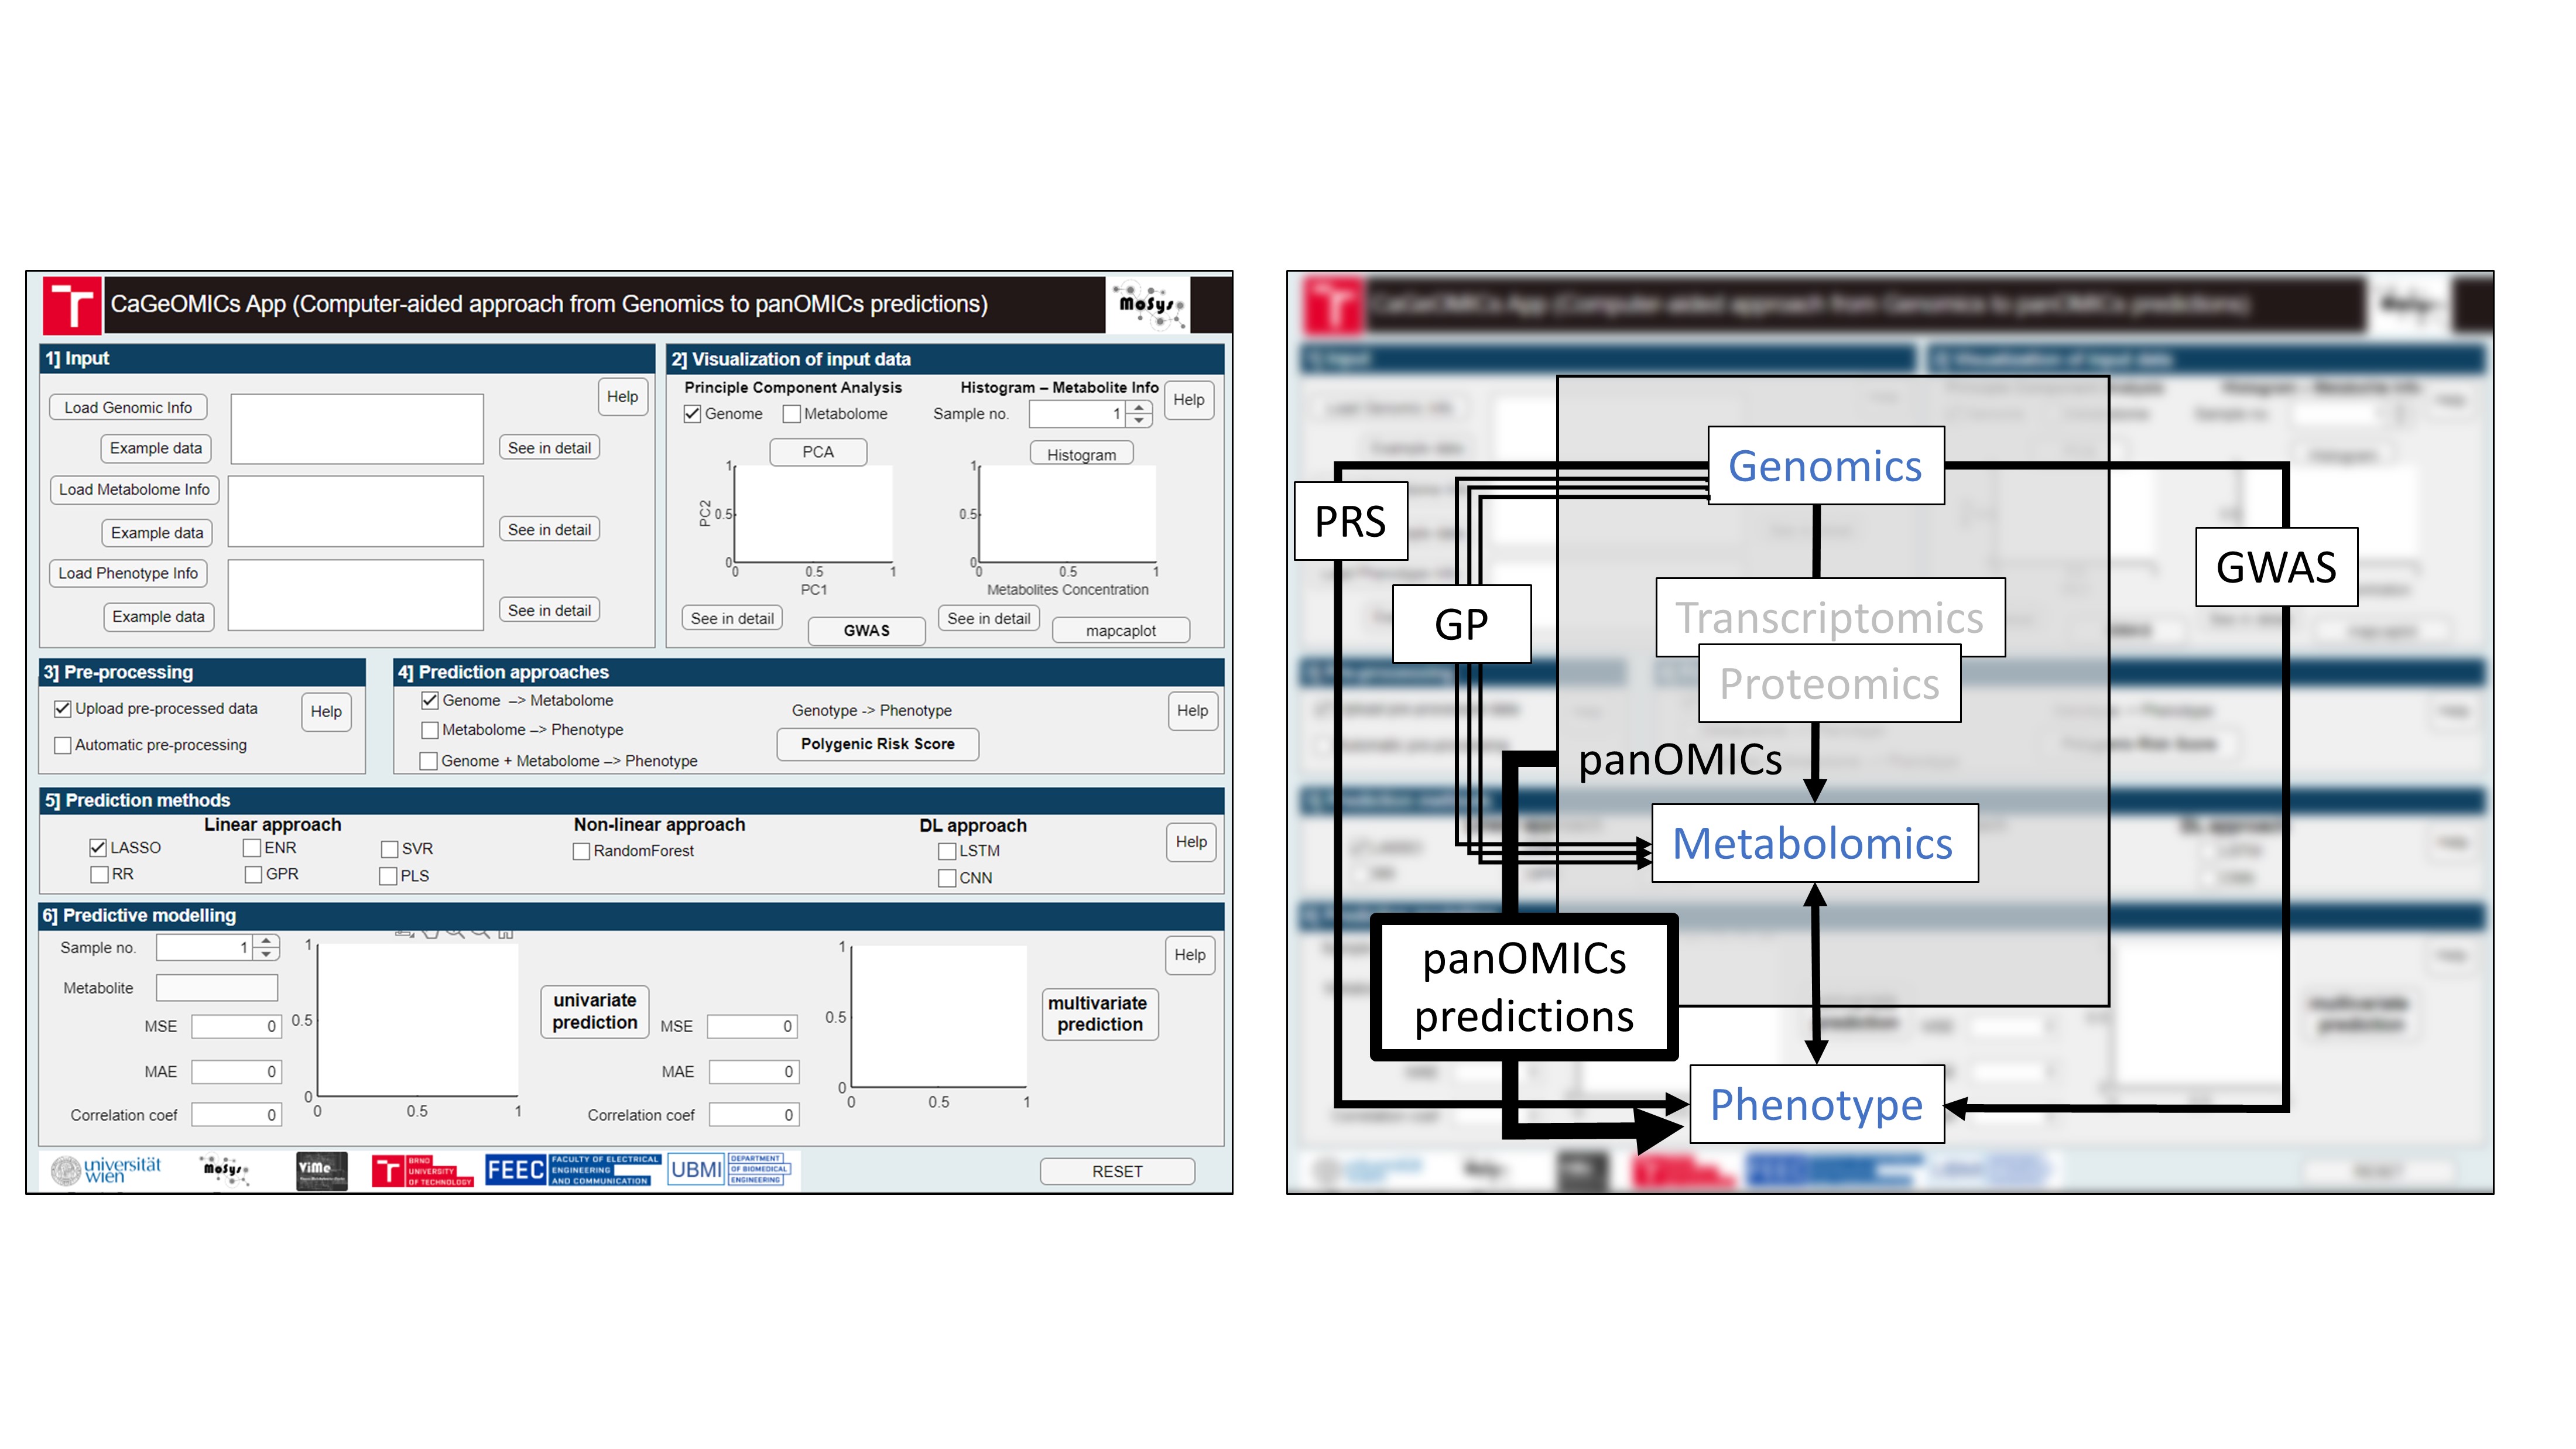 CaGeOMICs App (Computer-aided approach from Genomics to panOMICs predictions)
MoSys
1] Input
Load Genomic Info
Help
Example data
See in detail
Load Metabolome Info
Example data
See in detail
Load Phenotype Info
Example data
See in detail
2] Visualization of input data
Principle Component Analysis
Histogram – Metabolite Info
Help
Genome
Metabolome
Sample no.
1
PCA
Histogram
1
PC2
0.5
0
0
0.5
1
PC1
1
0.5
0
0
0.5
1
Metabolites Concentration
See in detail
GWAS
See in detail
mapcaplot
3] Pre-processing
Upload pre-processed data
Automatic pre-processing
Help
4] Prediction approaches
Genome –> Metabolome
Metabolome –> Phenotype
Genome + Metabolome –> Phenotype
Genotype -> Phenotype
Polygenic Risk Score
Help
5] Prediction methods
Linear approach
Non-linear approach
DL approach
LASSO
ENR
SVR
RandomForest
LSTM
RR
GPR
PLS
CNN
Help
6] Predictive modelling
Sample no.
1
Metabolite
MSE
0
MAE
0
Correlation coef
0
1
0.5
0
0
0.5
1
univariate
prediction
MSE
0
MAE
0
Correlation coef
0
1
0.5
0
0
0.5
1
multivariate
prediction
Help
universität
wien
MoSys
ViMe
BRNO
UNIVERSITY
OF TECHNOLOGY
FEEC
FACULTY OF ELECTRICAL
ENGINEERING
AND COMMUNICATION
UBMI
DEPARTMENT
OF BIOMEDICAL
ENGINEERING
RESET
Genomics
PRS
GP
GWAS
Transcriptomics
Proteomics
panOMICs
Metabolomics
panOMICs
predictions
Phenotype